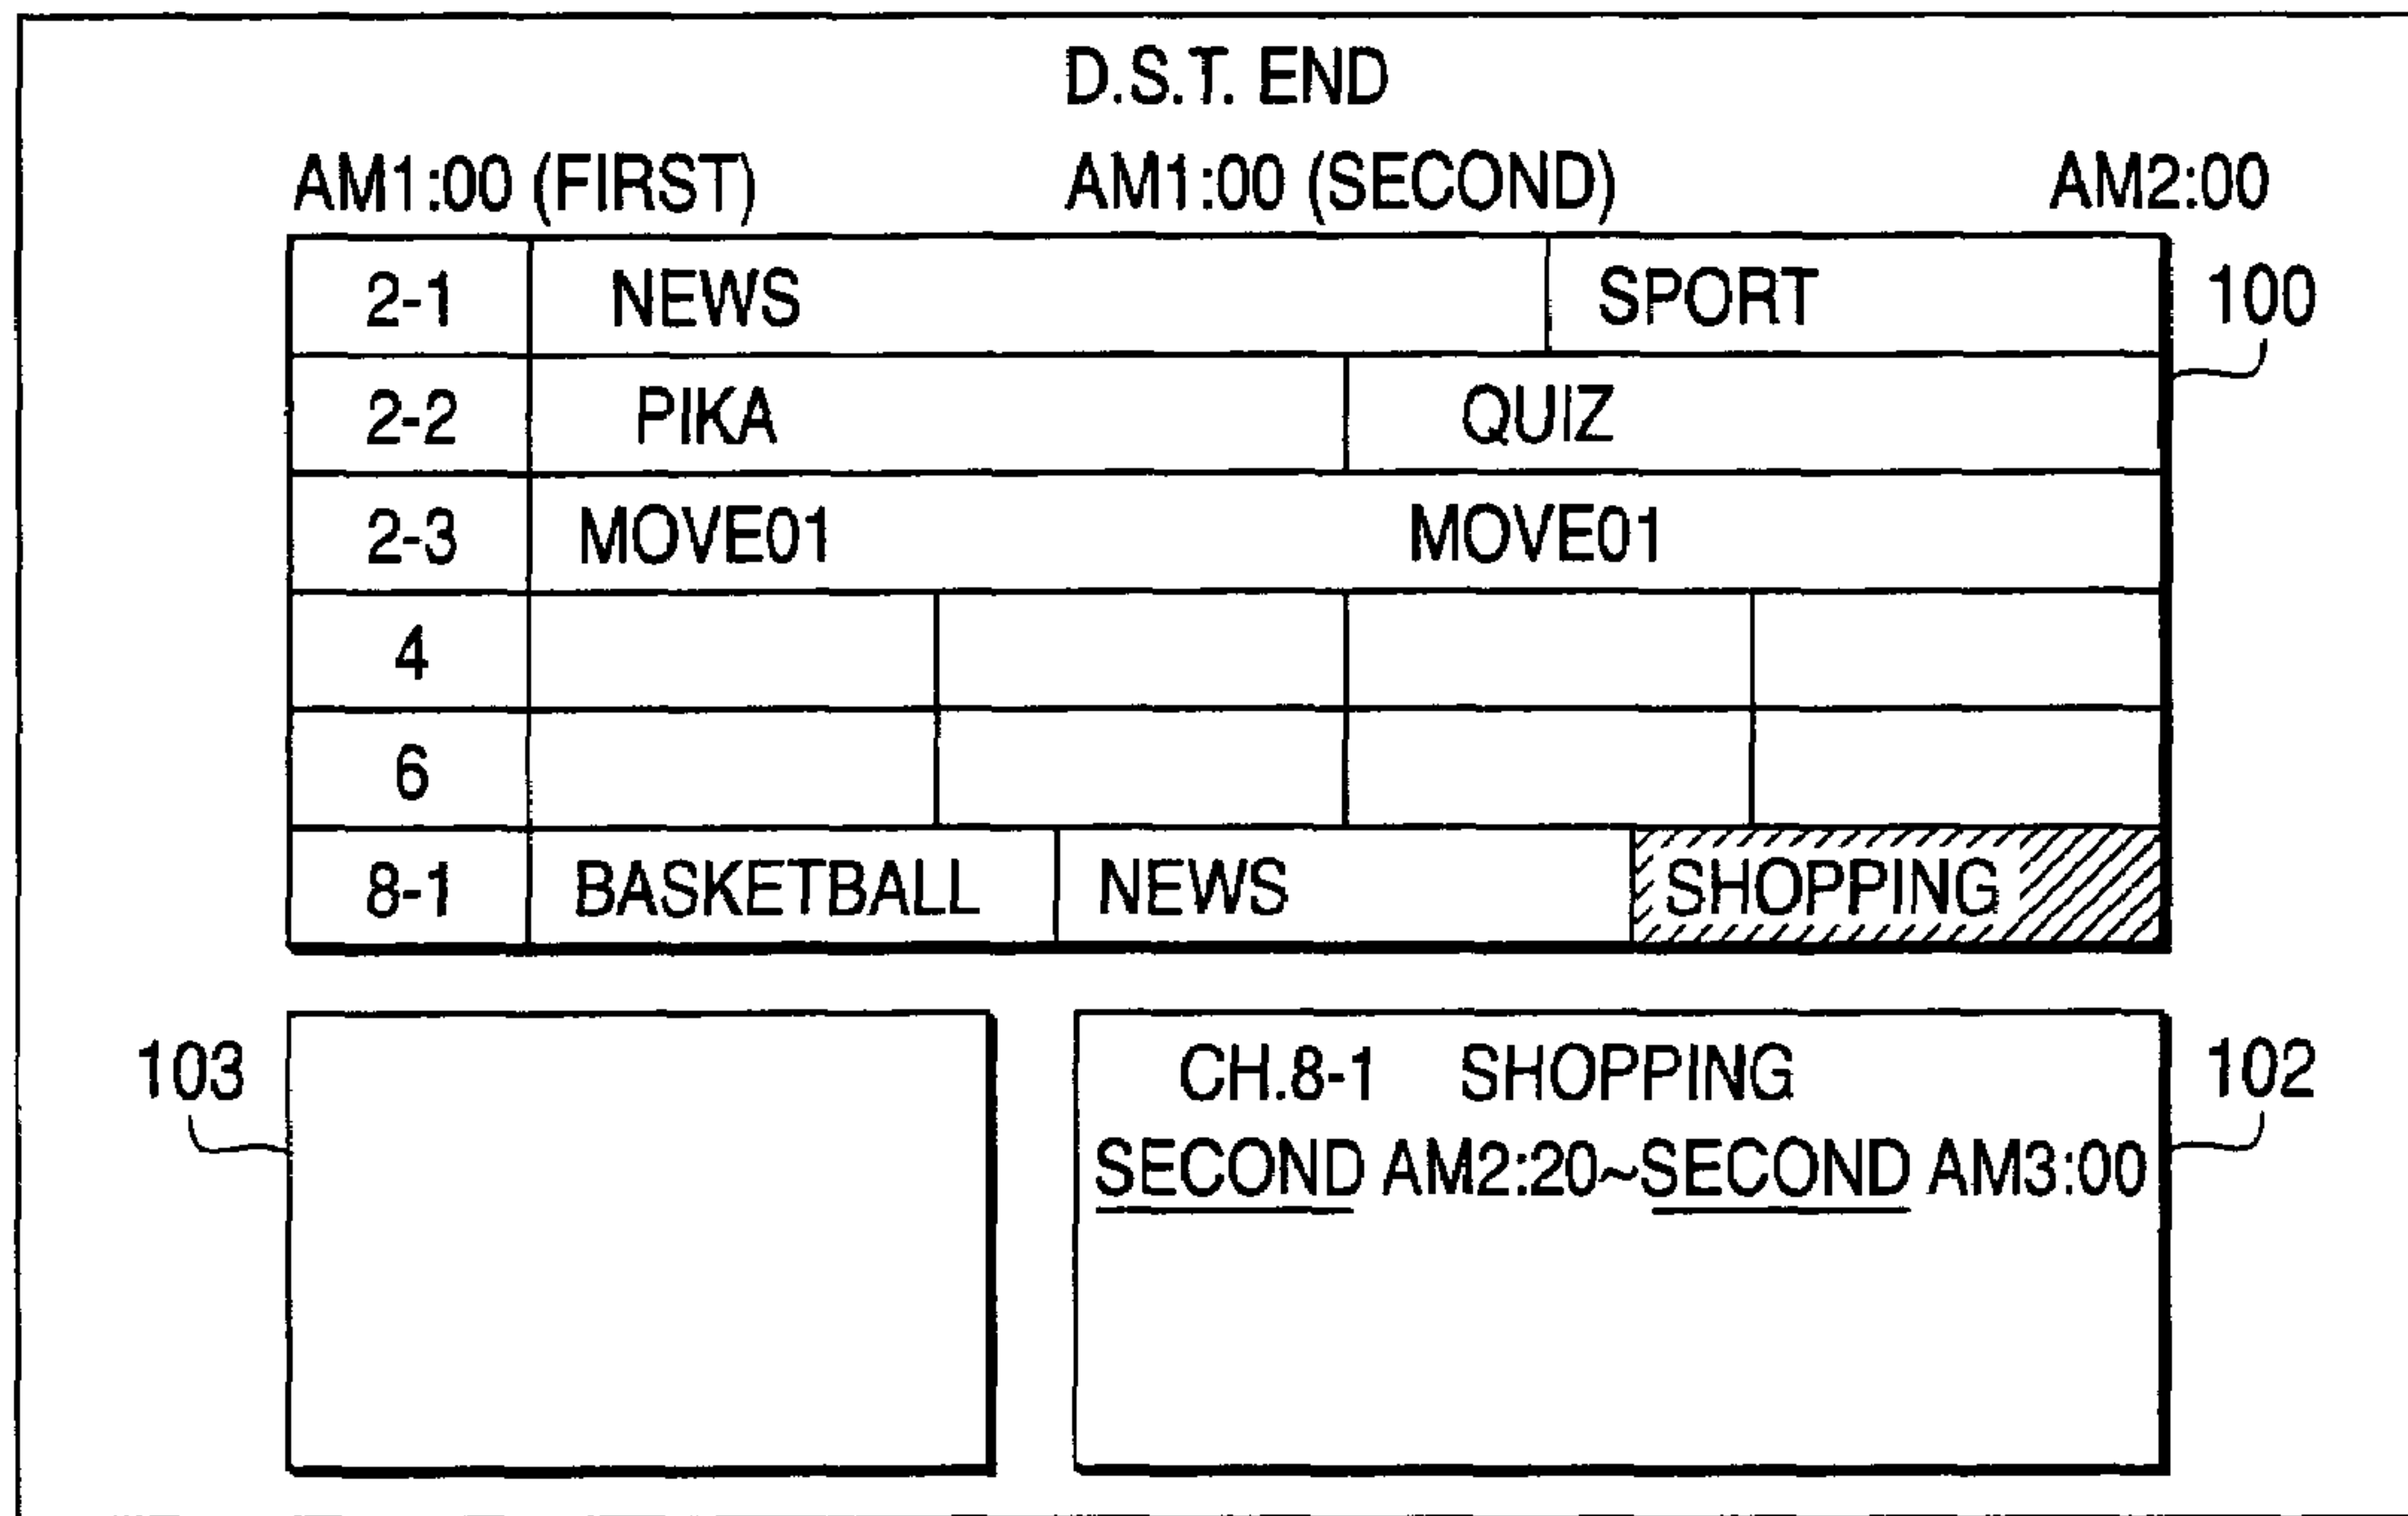 D.S.T. END
AM1:00 (FIRST) AM1:00 (SECOND) AM2:00
2-1 NEWS SPORT 100
2-2 PIKA QUIZ
2-3 MOVE01 MOVE01
4
6
8-1 BASKETBALL NEWS SHOPPING
103 CH.8-1 SHOPPING 102
SECOND AM2:20~SECOND AM3:00